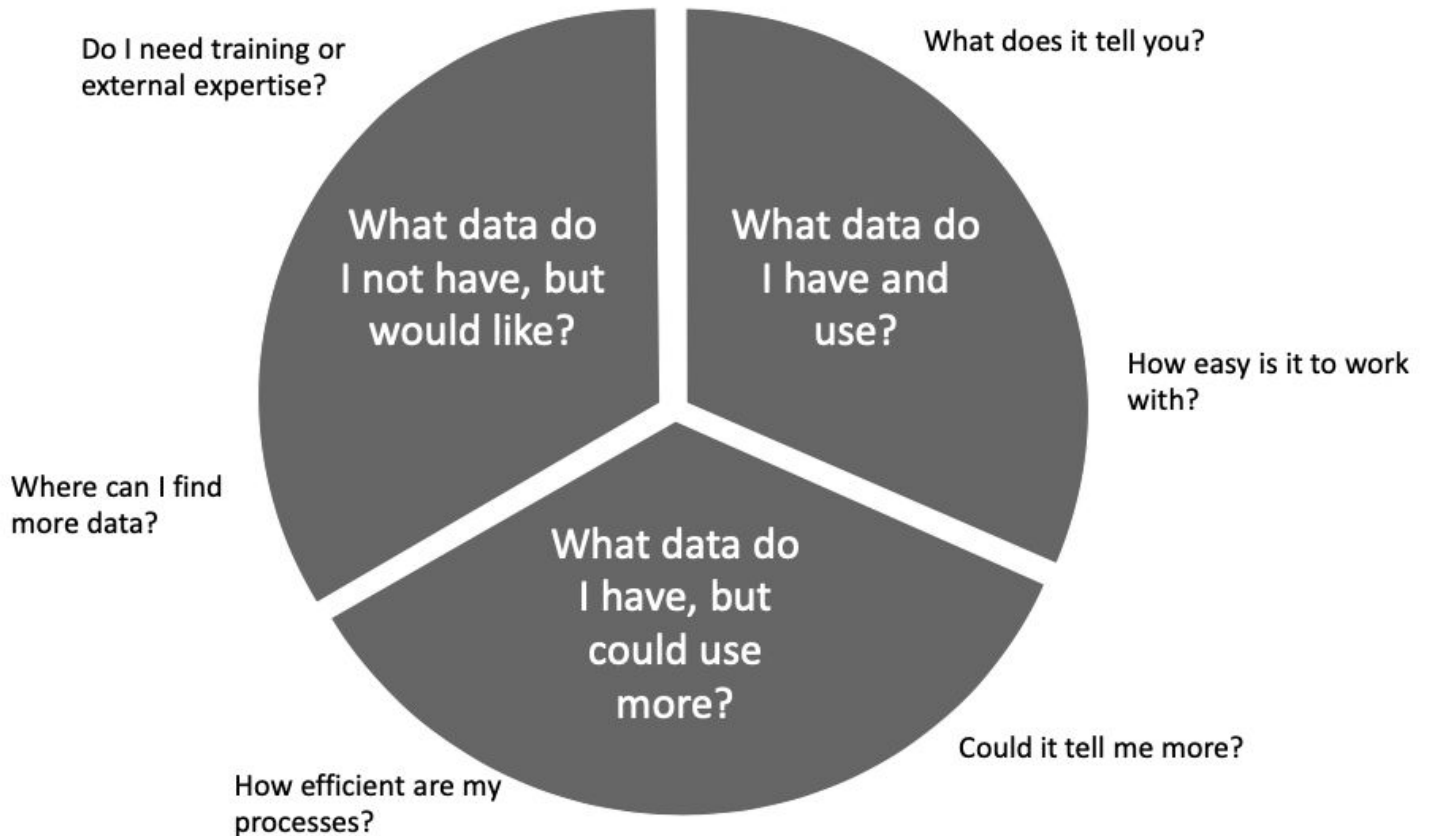 Do I need training or
external expertise?
What does it tell you?
What data do
I not have, but
would like?
What data do
I have and
use?
How easy is it to work
with?
Where can I find
more data?
What data do
I have, but
could use
more?
Could it tell me more?
How efficient are my
processes?